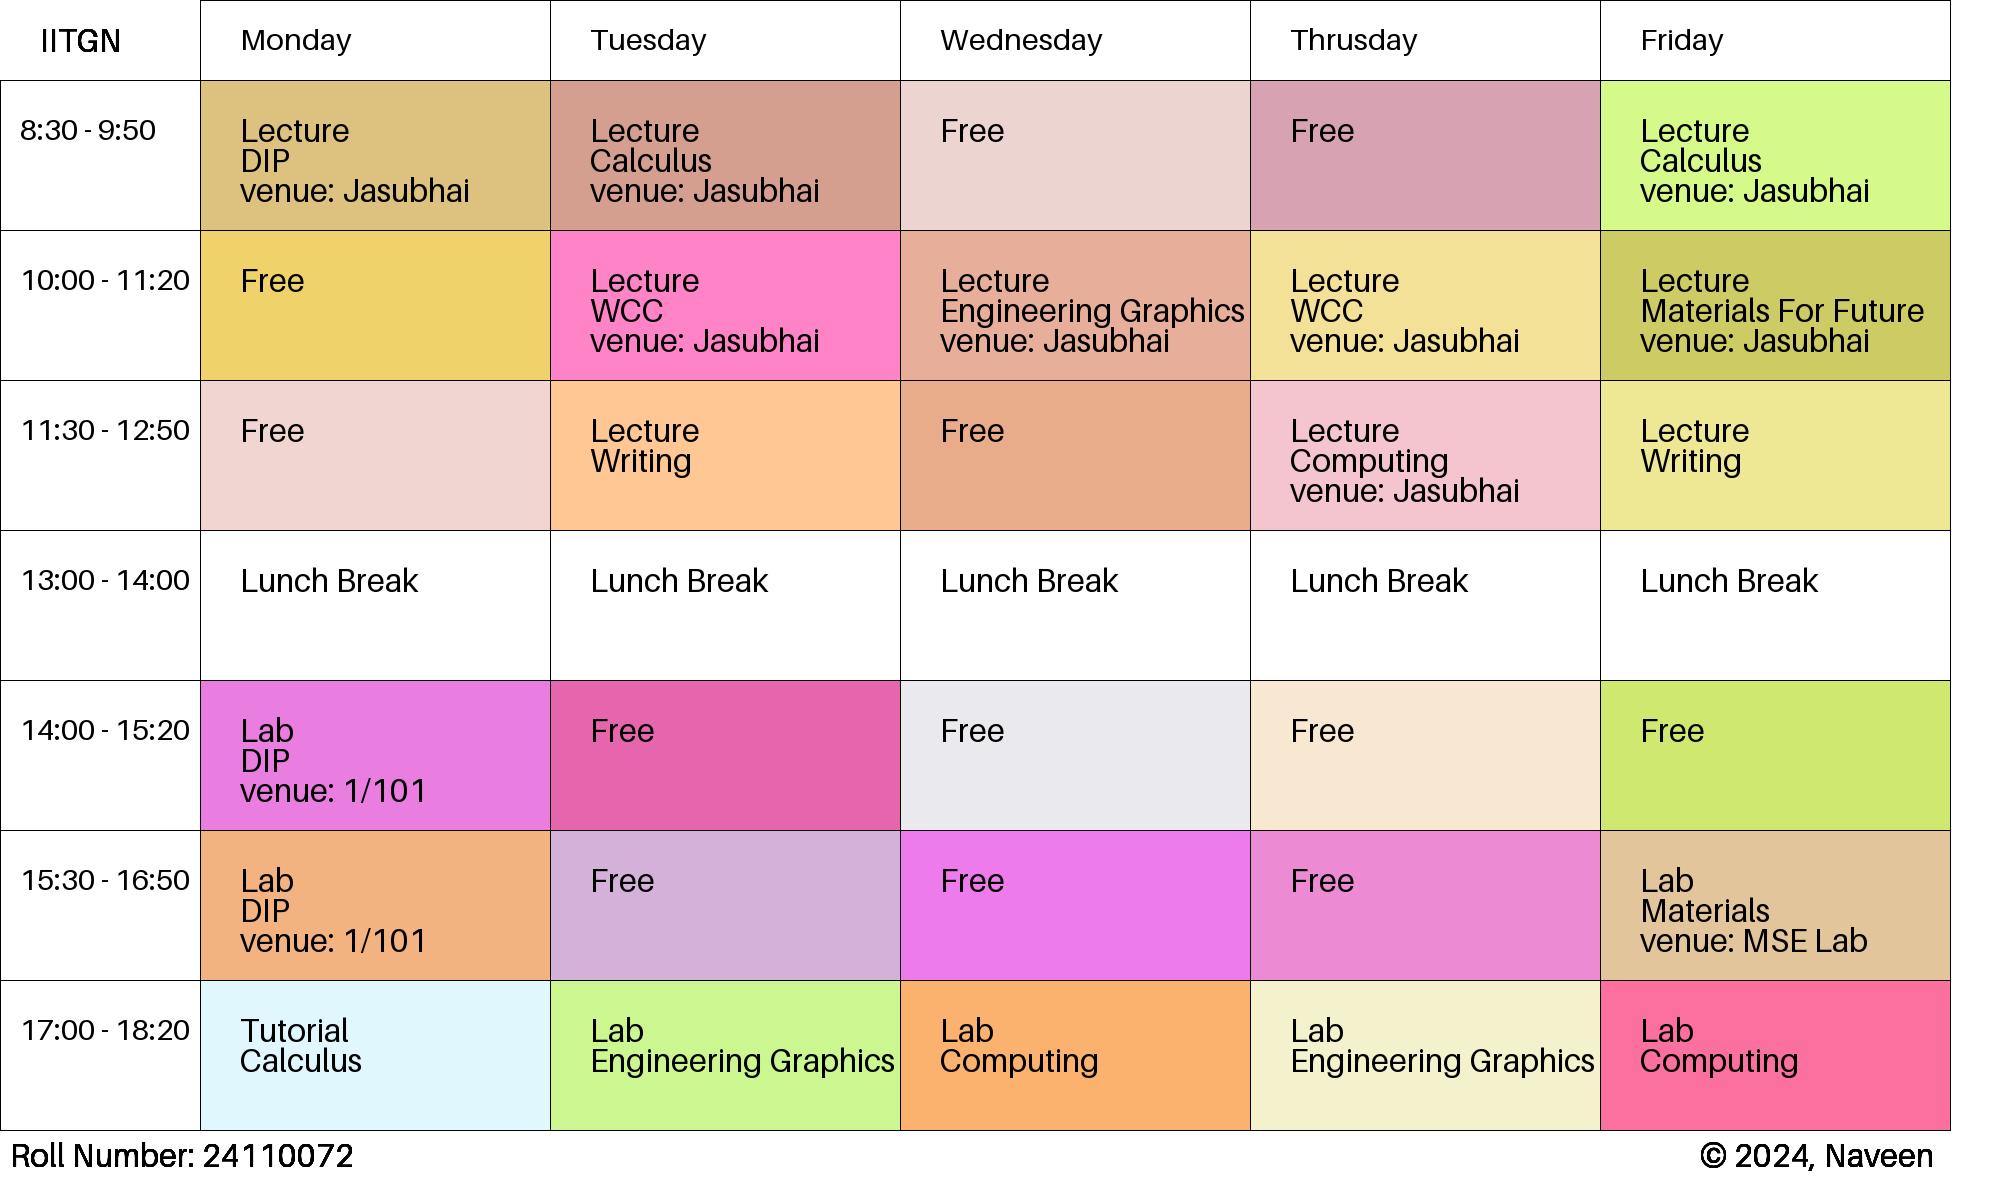 IITGN Monday Tuesday Wednesday Thrusday Friday
8:30 - 9:50
Lecture
DIP
venue: Jasubhai
Lecture
Calculus
venue: Jasubhai
Free
Free
Lecture
Calculus
venue: Jasubhai
10:00 - 11:20
Free
Lecture
WCC
venue: Jasubhai
Lecture
Engineering Graphics
venue: Jasubhai
Lecture
WCC
venue: Jasubhai
Lecture
Materials For Future
venue: Jasubhai
11:30 - 12:50
Free
Lecture
Writing
Free
Lecture
Computing
venue: Jasubhai
Lecture
Writing
13:00 - 14:00
Lunch Break
Lunch Break
Lunch Break
Lunch Break
Lunch Break
14:00 - 15:20
Lab
DIP
venue: 1/101
Free
Free
Free
Free
15:30 - 16:50
Lab
DIP
venue: 1/101
Free
Free
Free
Lab
Materials
venue: MSE Lab
17:00 - 18:20
Tutorial
Calculus
Lab
Engineering Graphics
Lab
Computing
Lab
Engineering Graphics
Lab
Computing
Roll Number: 24110072
© 2024, Naveen